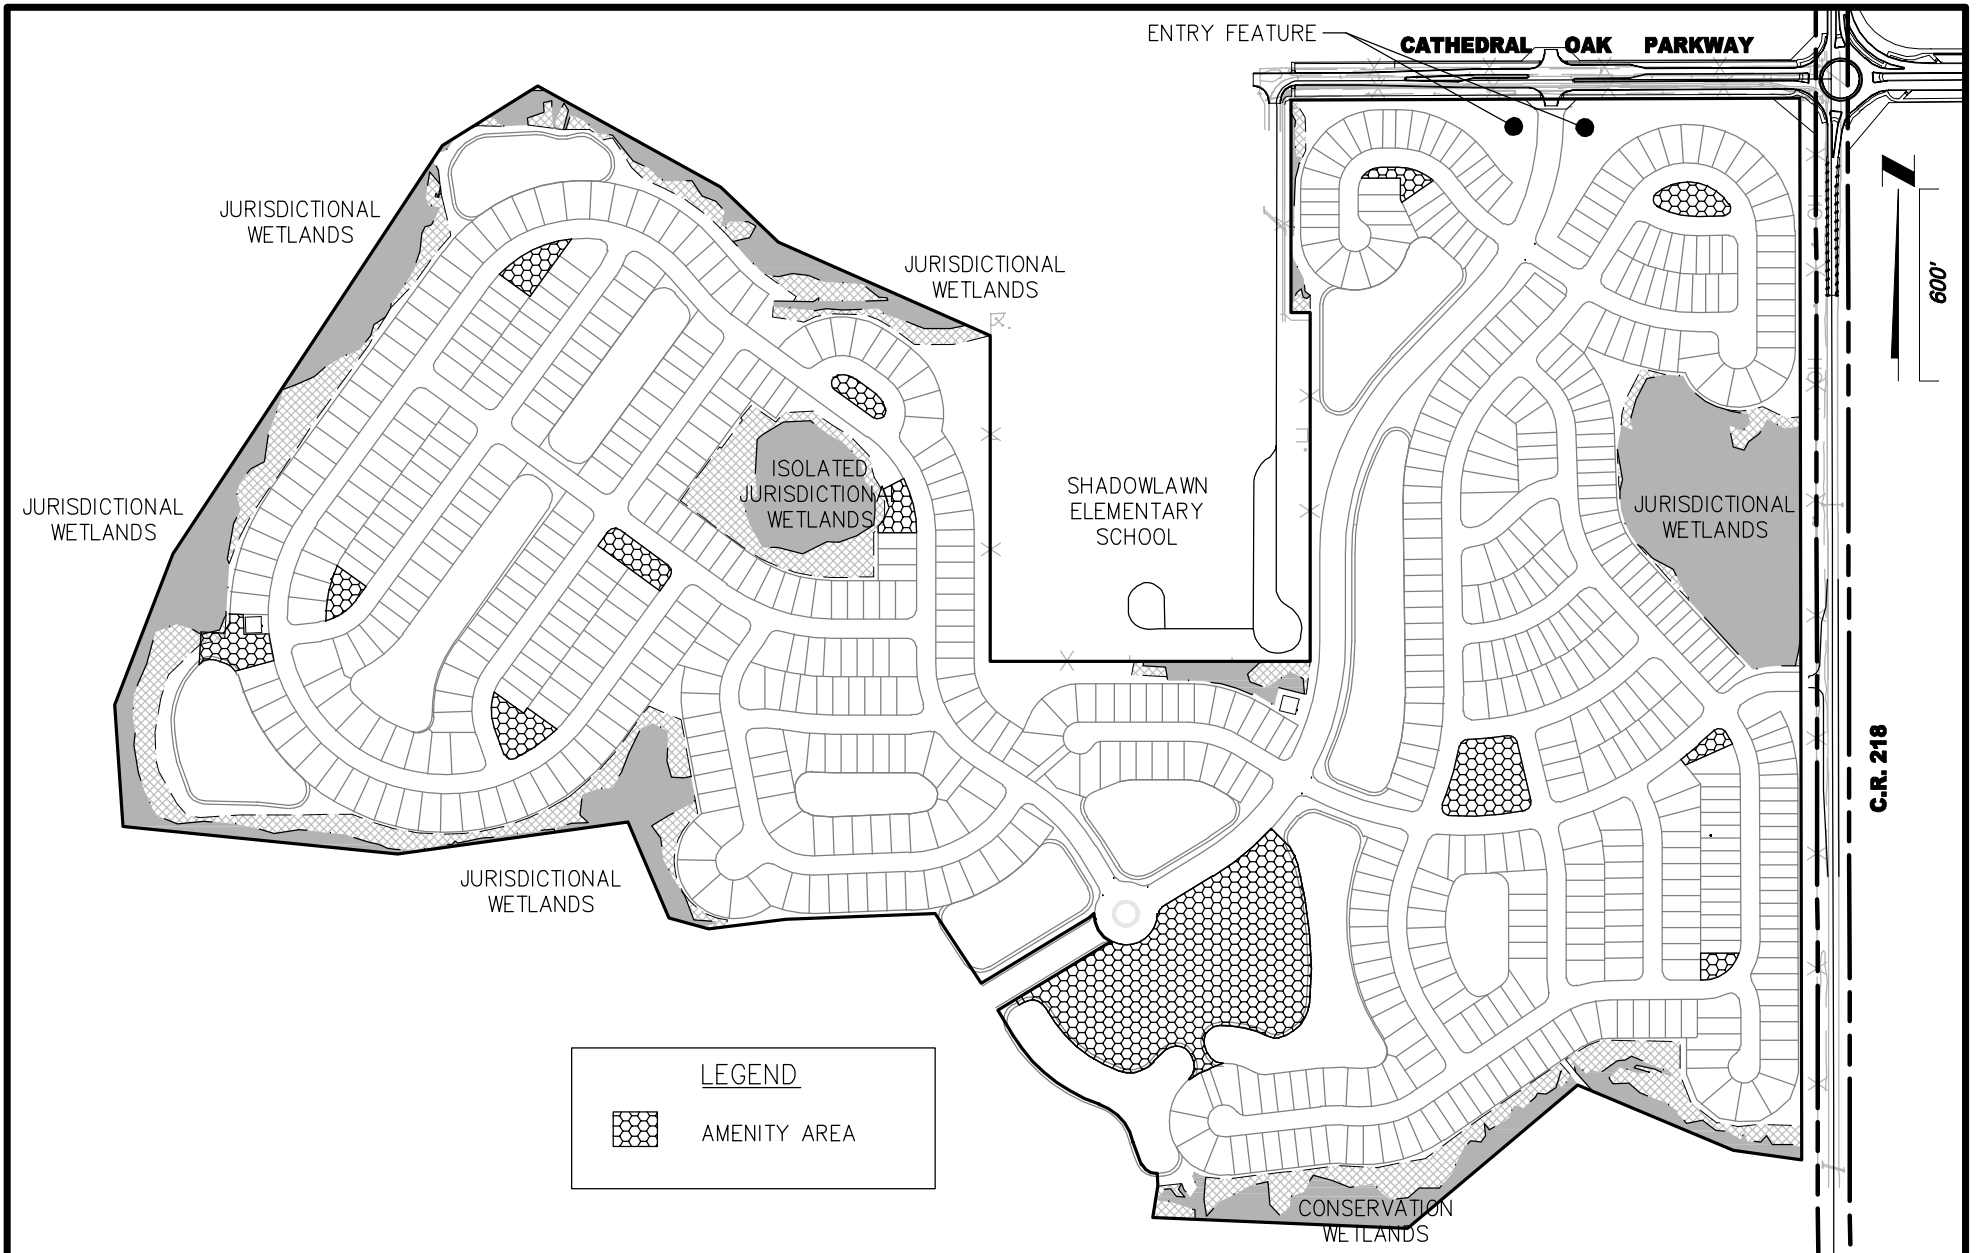 ENTRY FEATURE
CATHEDRAL OAK PARKWAY
JURISDICTIONAL
WETLANDS
JURISDICTIONAL
WETLANDS
600'
JURISDICTIONAL
WETLANDS
ISOLATED
JURISDICTIONAL
WETLANDS
SHADOWLAWN
ELEMENTARY
SCHOOL
JURISDICTIONAL
WETLANDS
C.R. 218
JURISDICTIONAL
WETLANDS
LEGEND
AMENITY AREA
CONSERVATION
WETLANDS